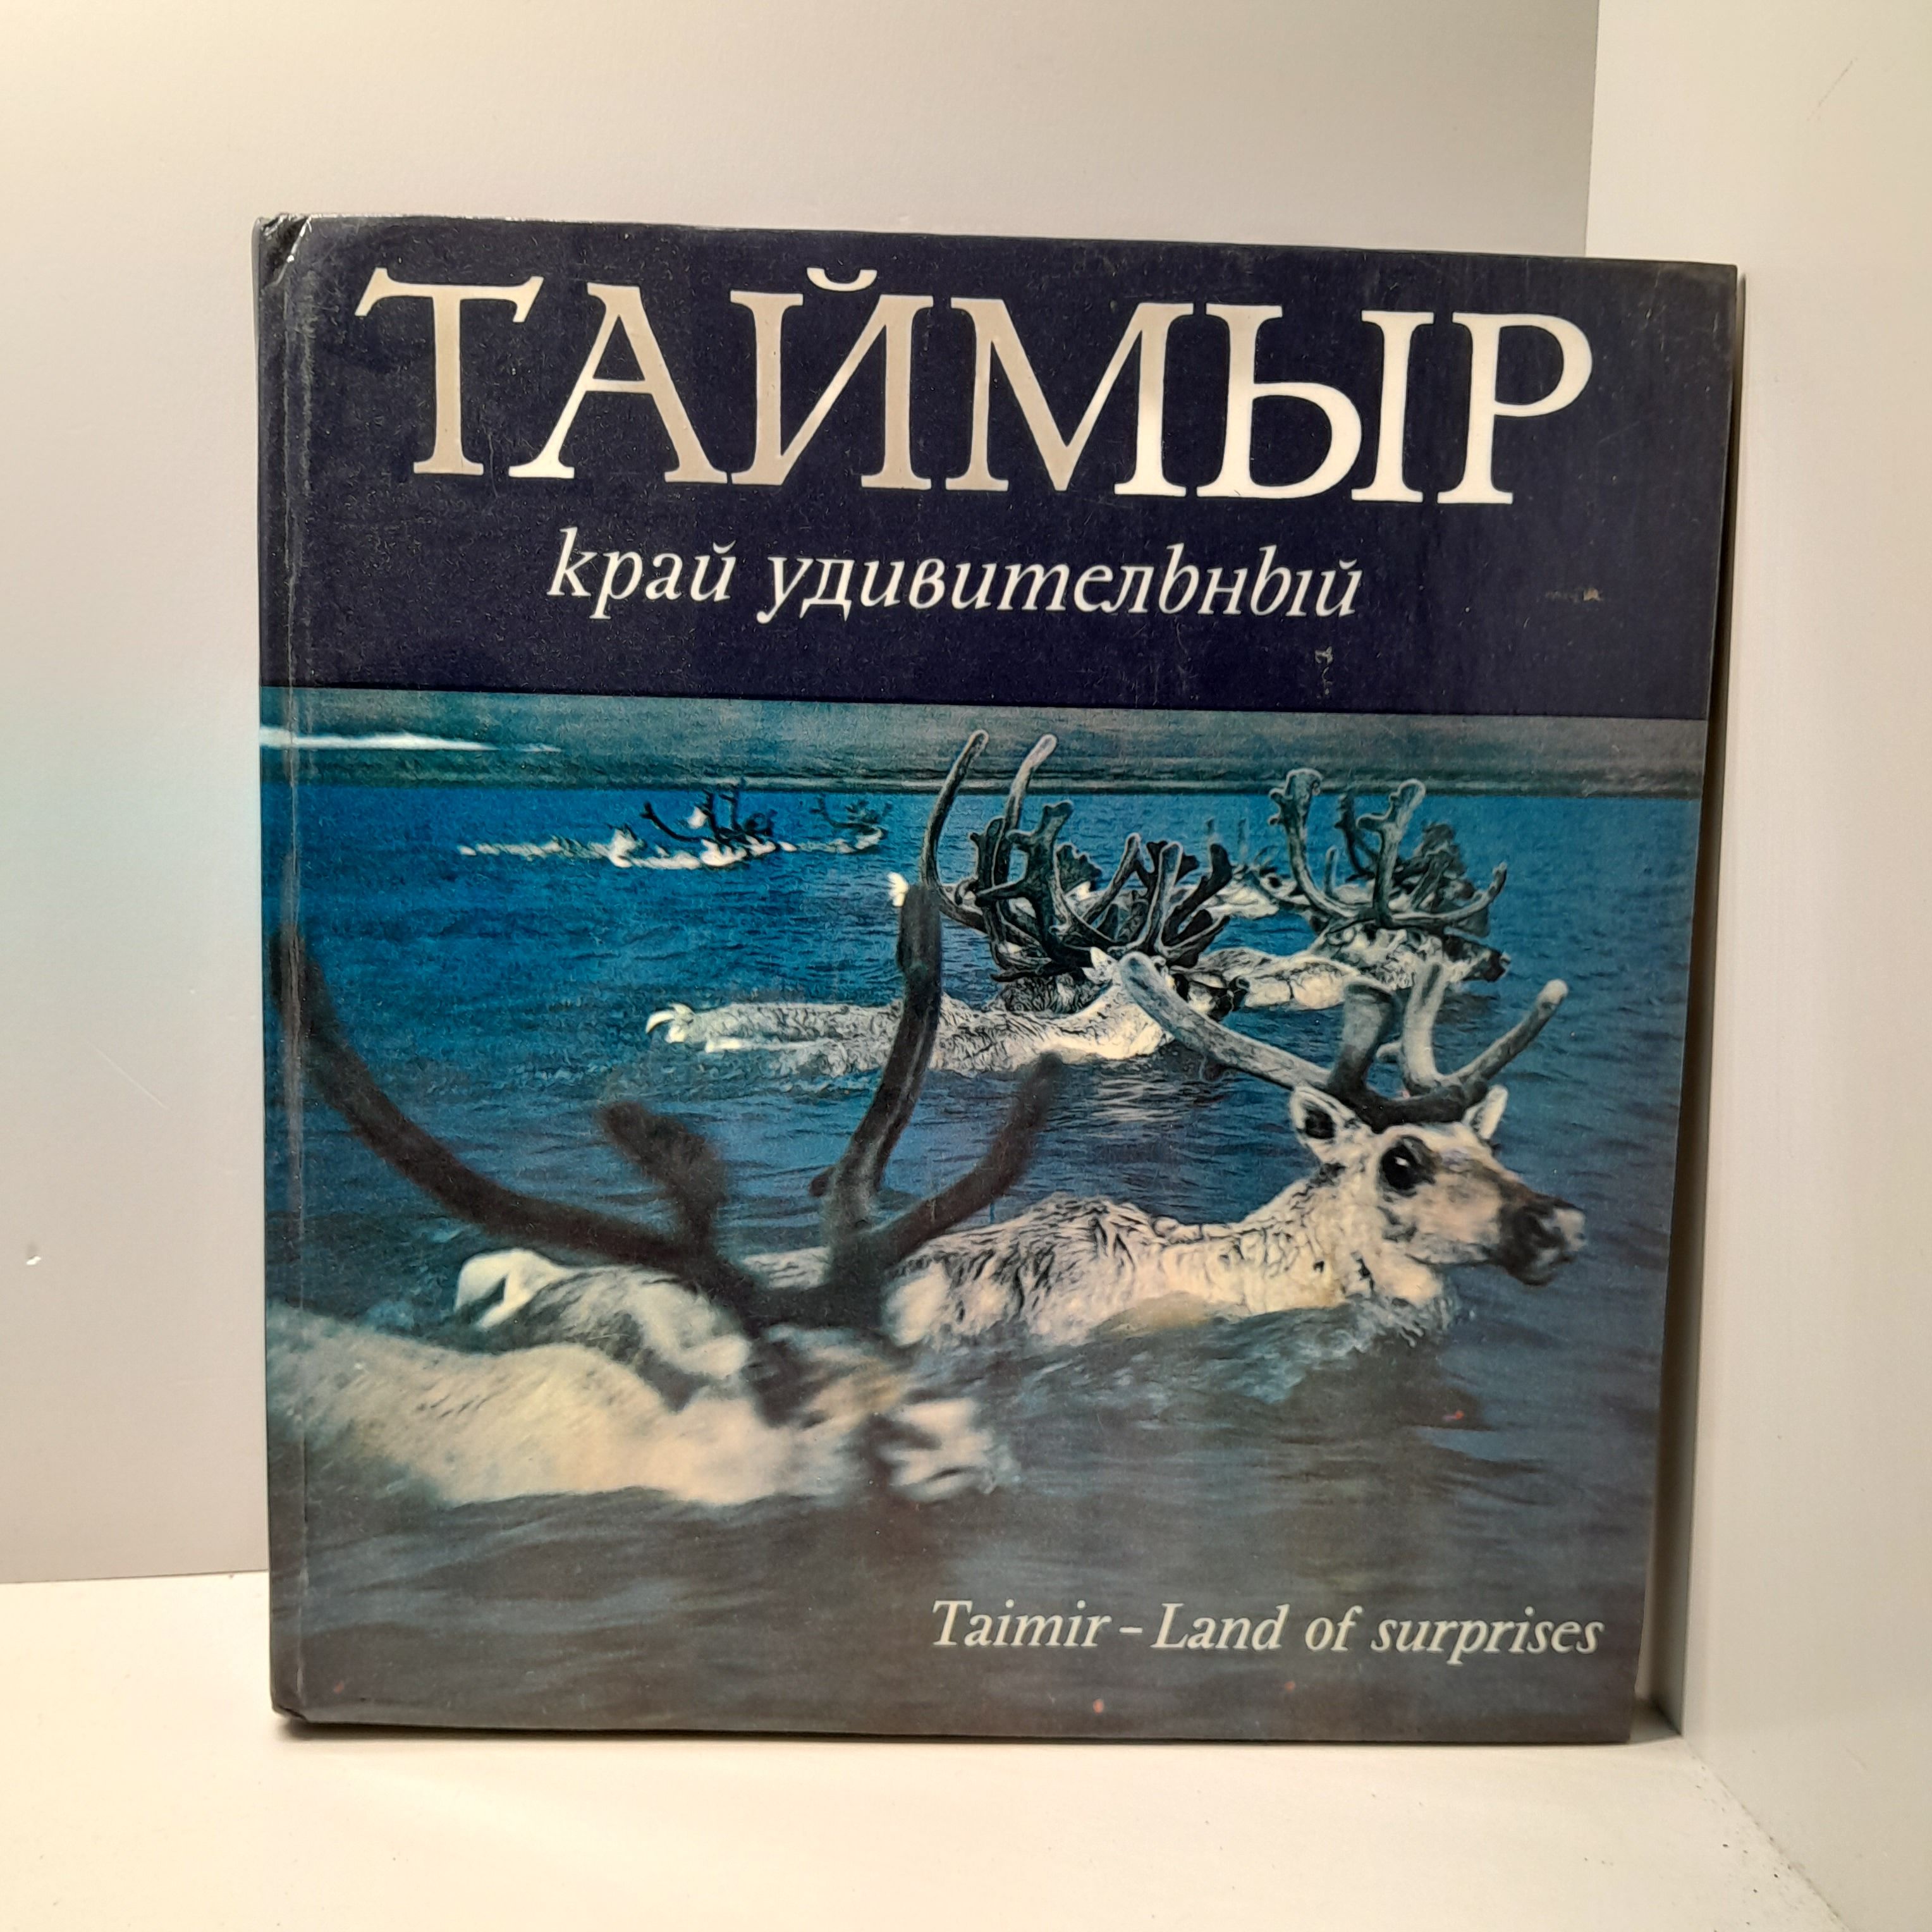 ТАЙМЫР
край удивительный
Taimir – Land of surprises